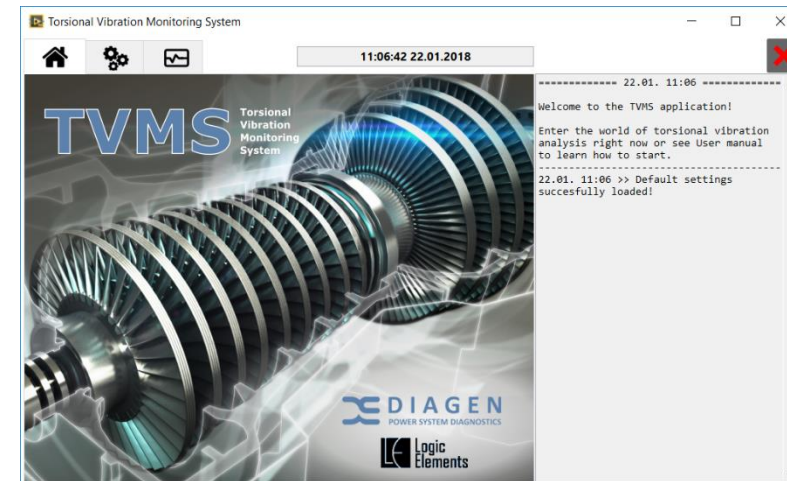 Torsional Vibration Monitoring System
11:06:42 22.01.2018
TVMS
Torsional
Vibration
Monitoring
System
DIAGEN
POWER SYSTEM DIAGNOSTICS
LE
Logic
Elements
============ 22.01. 11:06 =============
Welcome to the TVMS application!
Enter the world of torsional vibration
analysis right now or see User manual
to learn how to start.
----------------------------------------
22.01. 11:06 >> Default settings
succesfully loaded!